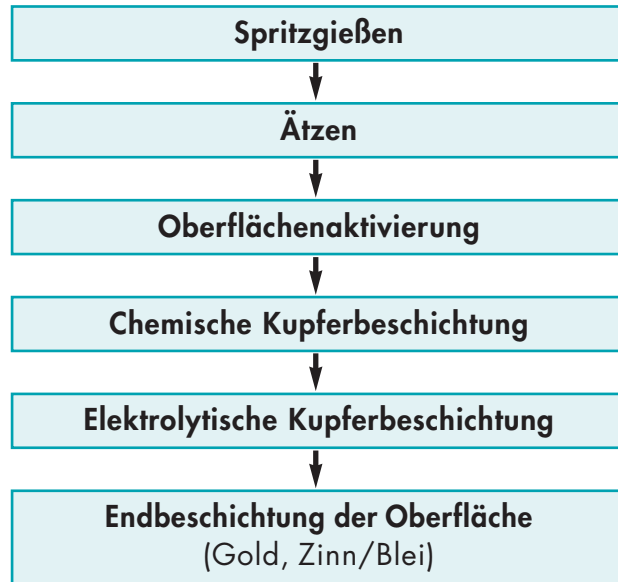 Spritzgießen
Ätzen
Oberflächenaktivierung
Chemische Kupferbeschichtung
Elektrolytische Kupferbeschichtung
Endbeschichtung der Oberfläche
(Gold, Zinn/Blei)